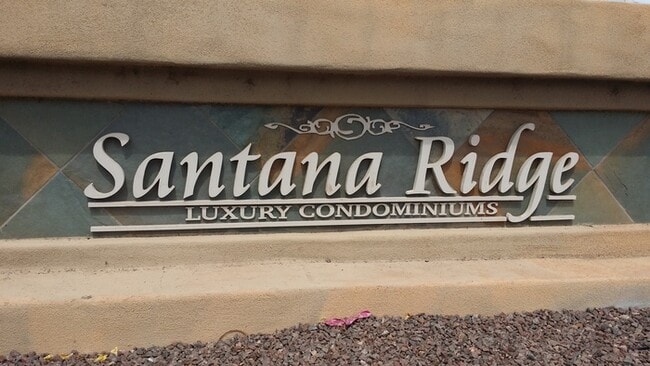 Santana Ridge
LUXURY CONDOMINIUMS